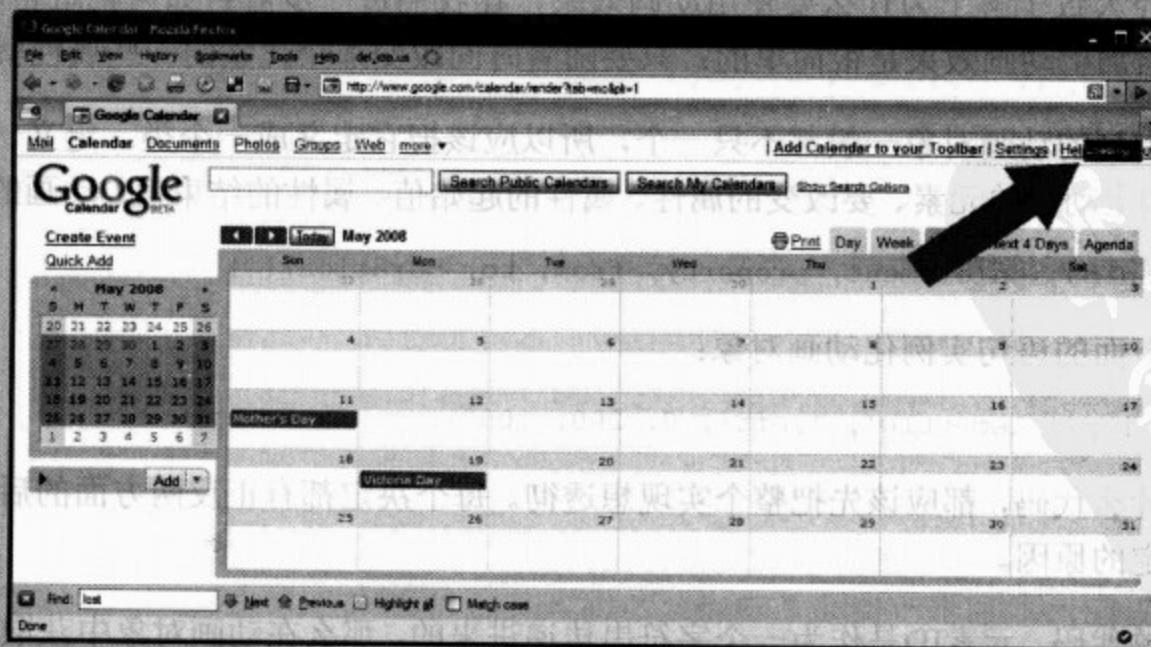 Google Calendar - Mozilla Firefox
File Edit View History Bookmarks Tools Help del.icio.us
http://www.google.com/calendar/render?tab=mc&pli=1
Google Calendar
Mail Calendar Documents Photos Groups Web more ▼
| Add Calendar to your Toolbar | Settings |
Google
Calendar BETA
Search Public Calendars Search My Calendars Show Search Options
Create Event
Quick Add
Today May 2008
Print Day Week Next 4 Days Agenda
Sun Mon Tue Wed Thu Sat
27 28 29 30 1 2 3
4 5 6 7 8 9 10
11 12 13 14 15 16 17
Mother's Day
18 19 20 21 22 23 24
Victoria Day
25 26 27 28 29 30 31
« May 2008 »
S M T W T F S
20 21 22 23 24 25 26
27 28 29 30 1 2 3
4 5 6 7 8 9 10
11 12 13 14 15 16 17
18 19 20 21 22 23 24
25 26 27 28 29 30 31
1 2 3 4 5 6 7
Add
Find: last Next Previous Highlight all Match case
Done